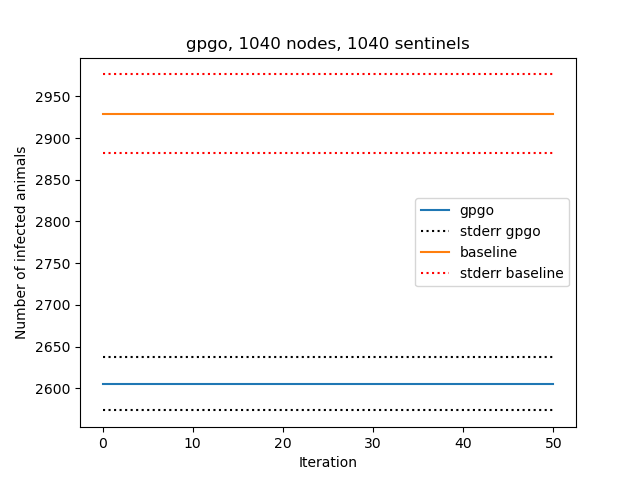 gpgo, 1040 nodes, 1040 sentinels
Number of infected animals
2950
2900
2850
2800
2750
2700
2650
2600
gpgo
stderr gpgo
baseline
stderr baseline
0 10 20 30 40 50
Iteration